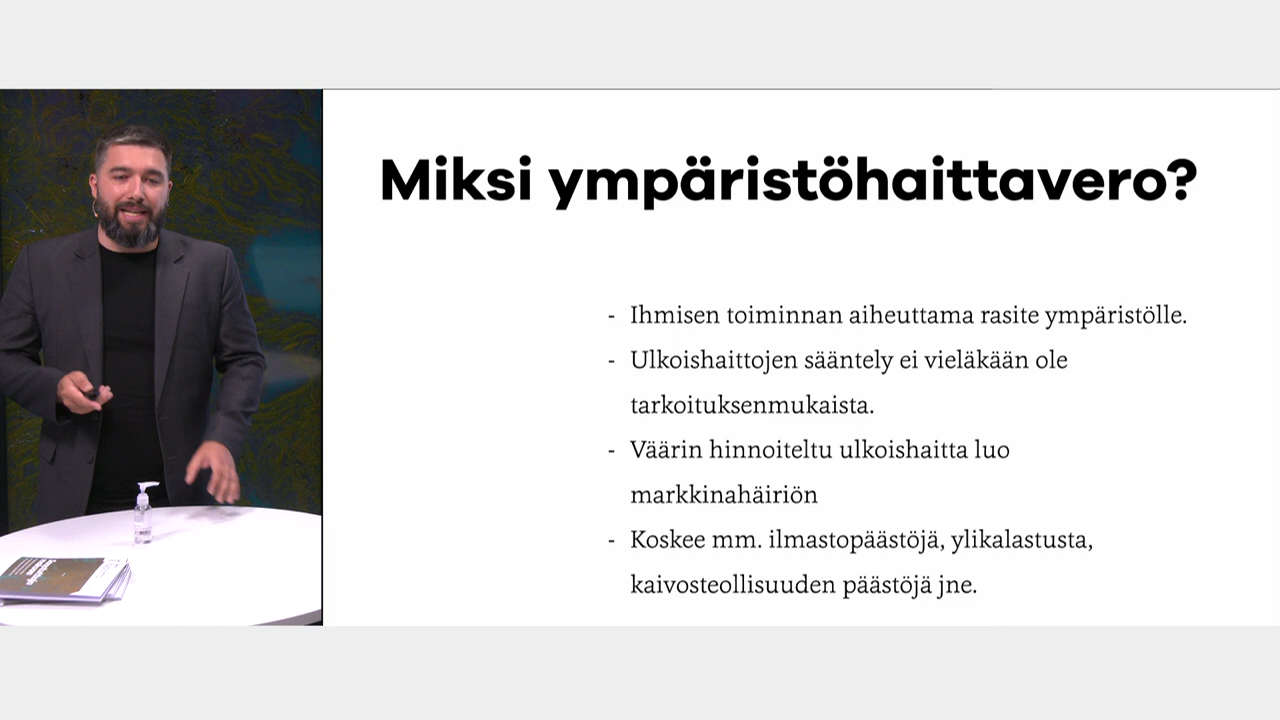 Miksi ympäristöhaittavero?
- Ihmisen toiminnan aiheuttama rasite ympäristölle.
- Ulkoishaittojen sääntely ei vieläkään ole
tarkoituksenmukaista.
- Väärin hinnoiteltu ulkoishaitta luo
markkinahäiriön
- Koskee mm. ilmastopäästöjä, ylikalastusta,
kaivosteollisuuden päästöjä jne.